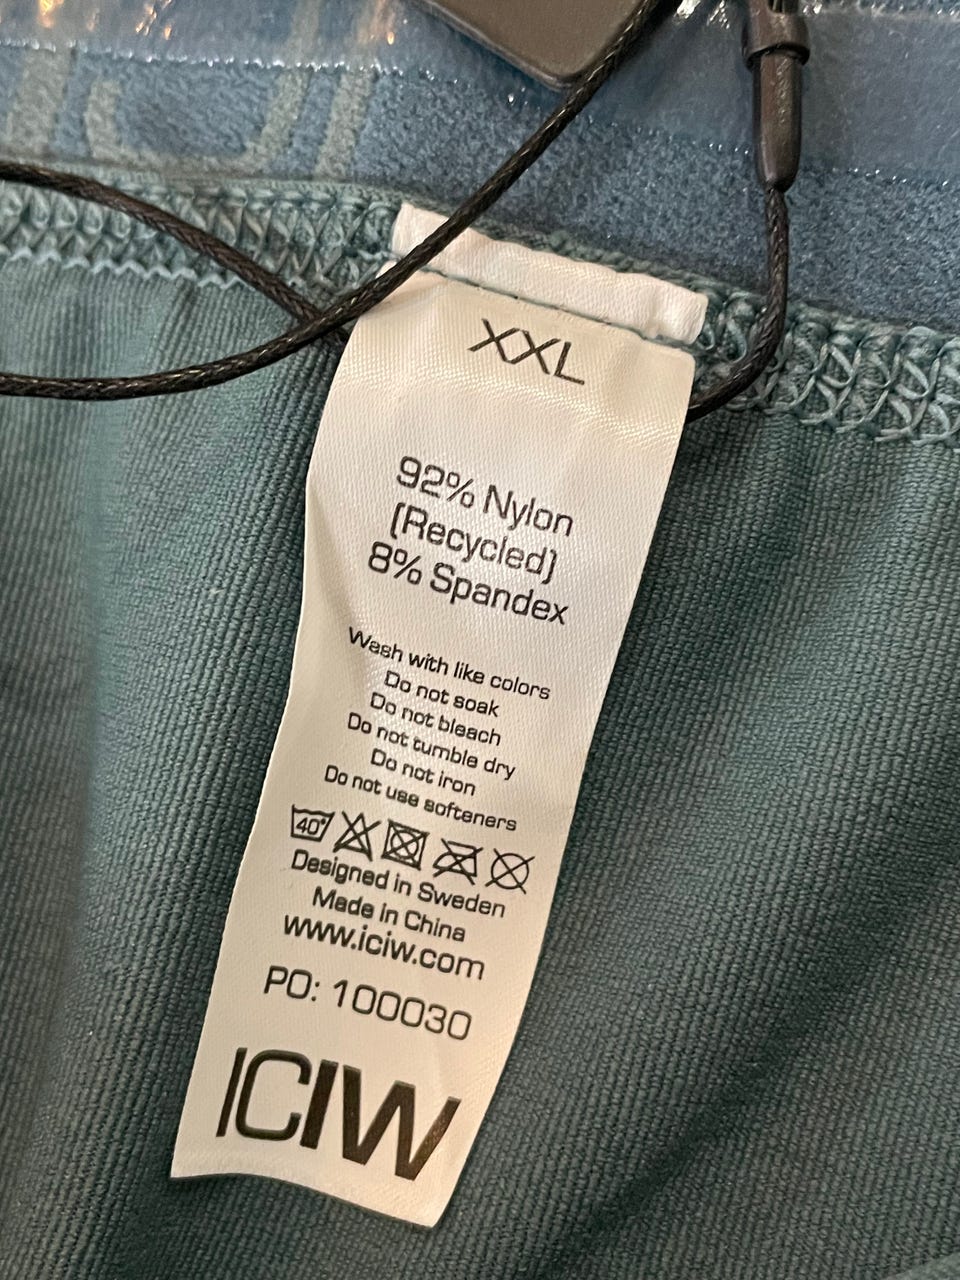 XXL
92% Nylon
(Recycled)
8% Spandex
Wash with like colors
Do not soak
Do not bleach
Do not tumble dry
Do not iron
Do not use softeners
40°
Designed in Sweden
Made in China
www.iciw.com
PO: 100030
ICIW